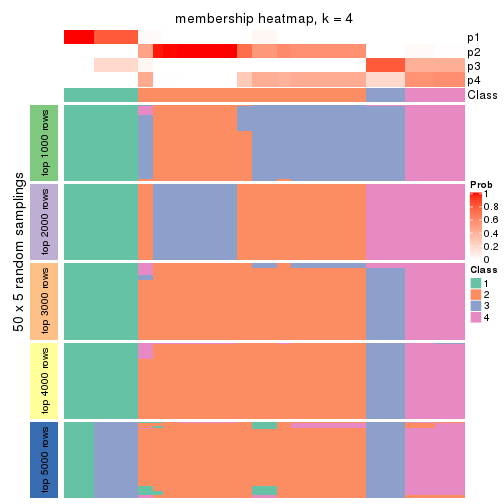 membership heatmap, k = 4
p1
p2
p3
p4
Class
50 x 5 random samplings
top 1000 rows
top 2000 rows
top 3000 rows
top 4000 rows
top 5000 rows
Prob
1
0.8
0.6
0.4
0.2
0
Class
1
2
3
4